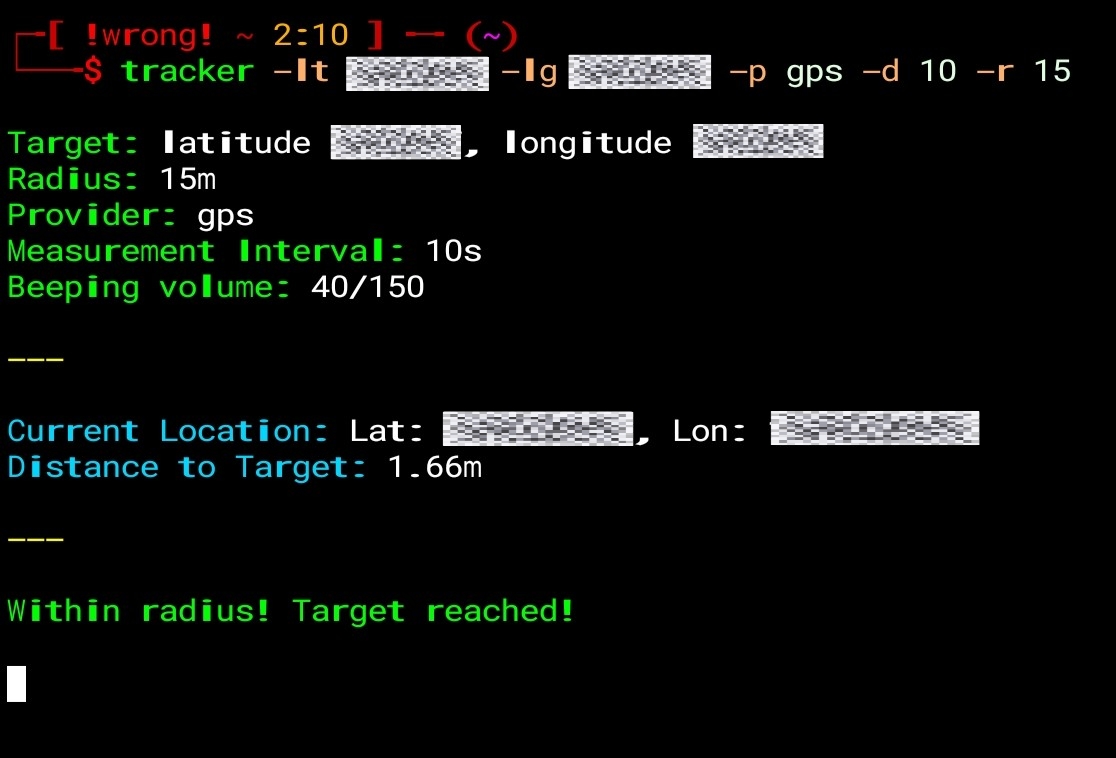 ┌─[ !wrong! ~ 2:10 ] ── (~)
└──$ tracker -lt -lg -p gps -d 10 -r 15
Target: latitude , longitude
Radius: 15m
Provider: gps
Measurement Interval: 10s
Beeping volume: 40/150
---
Current Location: Lat: , Lon:
Distance to Target: 1.66m
---
Within radius! Target reached!